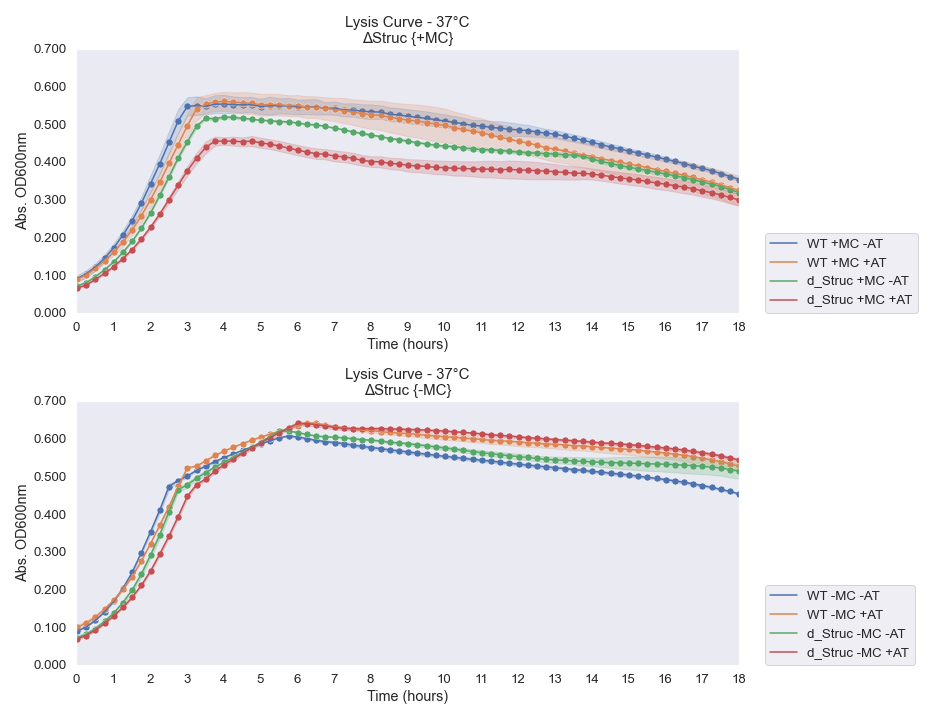 Lysis Curve - 37°C
ΔStruc {+MC}
0.700
0.600
0.500
0.400
0.300
0.200
0.100
0.000
Abs. OD600nm
0 1 2 3 4 5 6 7 8 9 10 11 12 13 14 15 16 17 18
Time (hours)
WT +MC -AT
WT +MC +AT
d_Struc +MC -AT
d_Struc +MC +AT
Lysis Curve - 37°C
ΔStruc {-MC}
0.700
0.600
0.500
0.400
0.300
0.200
0.100
0.000
Abs. OD600nm
0 1 2 3 4 5 6 7 8 9 10 11 12 13 14 15 16 17 18
Time (hours)
WT -MC -AT
WT -MC +AT
d_Struc -MC -AT
d_Struc -MC +AT